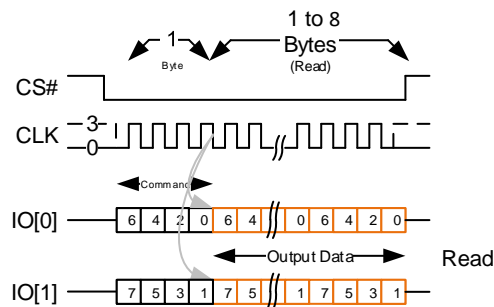 1 to 8
1 Bytes
Byte (Read)
CS#
CLK 3
0
Command
IO[0] 6 4 2 0 6 4 0 6 4 2 0
Output Data Read
IO[1] 7 5 3 1 7 5 1 7 5 3 1